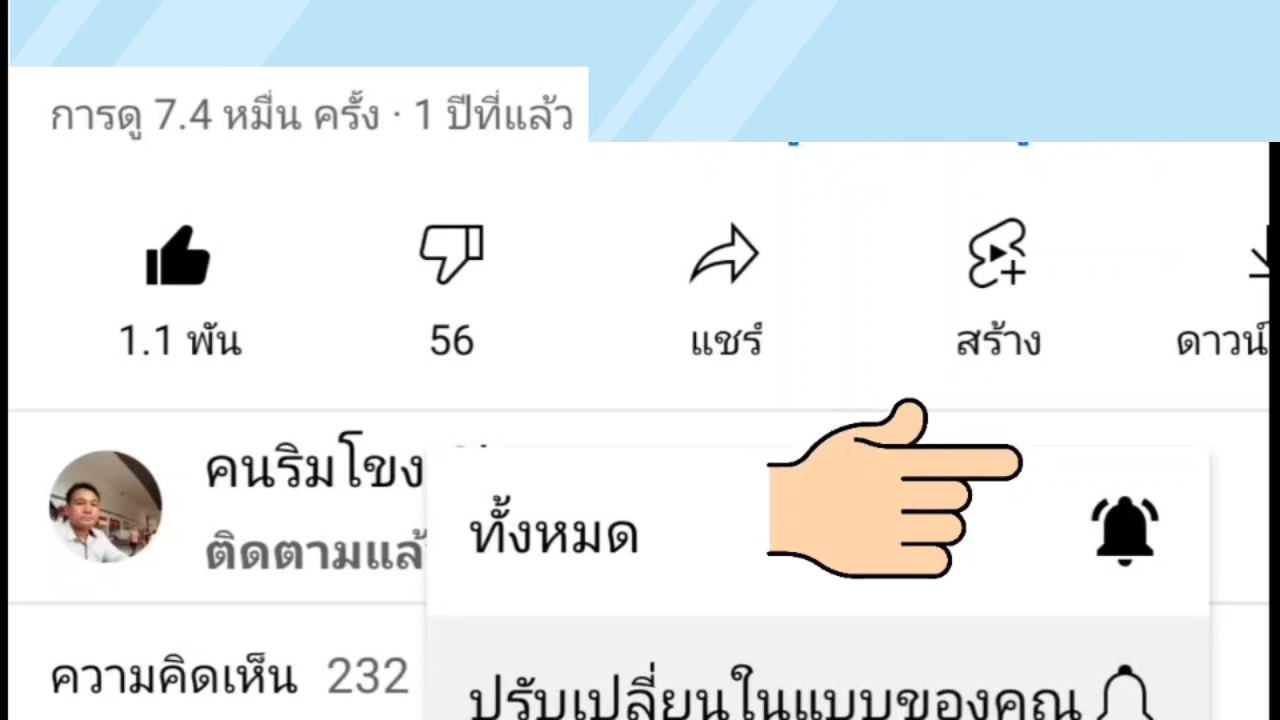 การดู 7.4 หมื่น ครั้ง · 1 ปีที่แล้ว
1.1 พัน
56
แชร์
สร้าง
ดาวน์
คนริมโขง
ติดตามแล้
ทั้งหมด
ความคิดเห็น 232
ปรับเปลี่ยนในแบบของคุณ